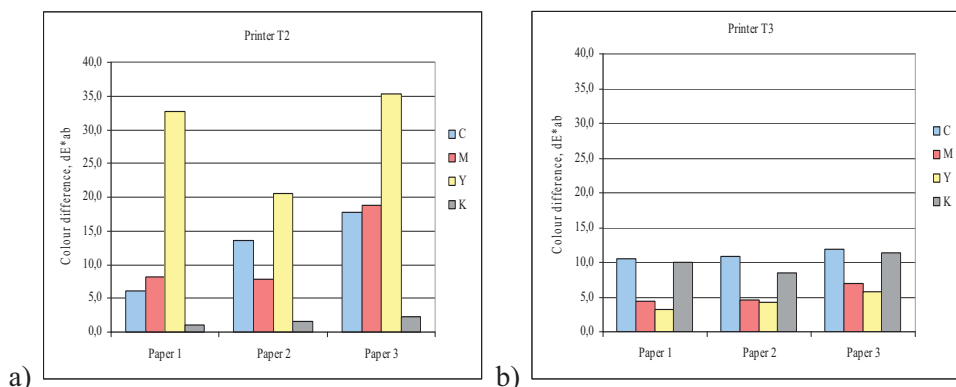 Printer T2
Colour difference, dE*ab
40,0
35,0
30,0
25,0
20,0
15,0
10,0
5,0
0,0
Paper 1 Paper 2 Paper 3
C
M
Y
K
a)
Printer T3
Colour difference, dE*ab
40,0
35,0
30,0
25,0
20,0
15,0
10,0
5,0
0,0
Paper 1 Paper 2 Paper 3
C
M
Y
K
b)